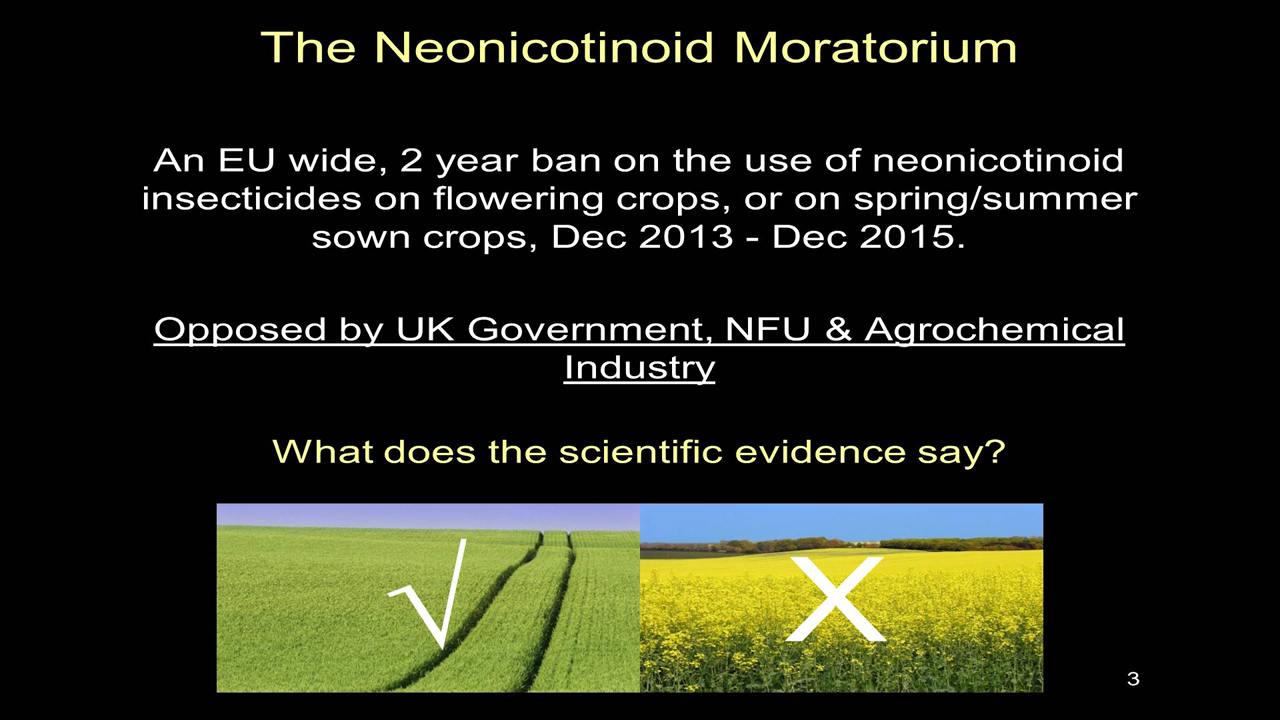 The Neonicotinoid Moratorium
An EU wide, 2 year ban on the use of neonicotinoid
insecticides on flowering crops, or on spring/summer
sown crops, Dec 2013 - Dec 2015.
Opposed by UK Government, NFU & Agrochemical
Industry
What does the scientific evidence say?
√ X
3